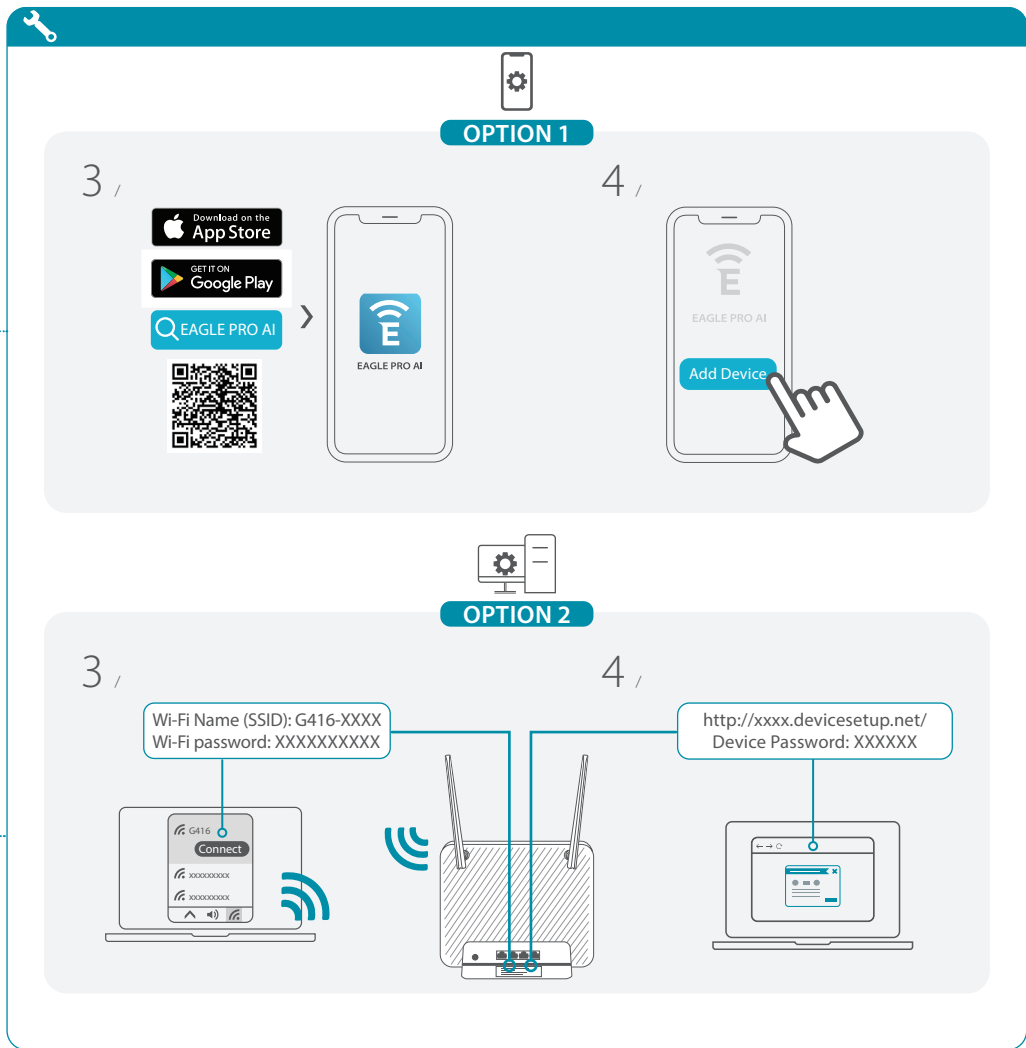 OPTION 1
3 /
Download on the
App Store
GET IT ON
Google Play
EAGLE PRO AI
E
EAGLE PRO AI
4 /
E
EAGLE PRO AI
Add Device
OPTION 2
3 /
Wi-Fi Name (SSID): G416-XXXX
Wi-Fi password: XXXXXXXXXX
G416
Connect
xxxxxxxxx
xxxxxxxxx
4 /
http://xxxx.devicesetup.net/
Device Password: XXXXXX